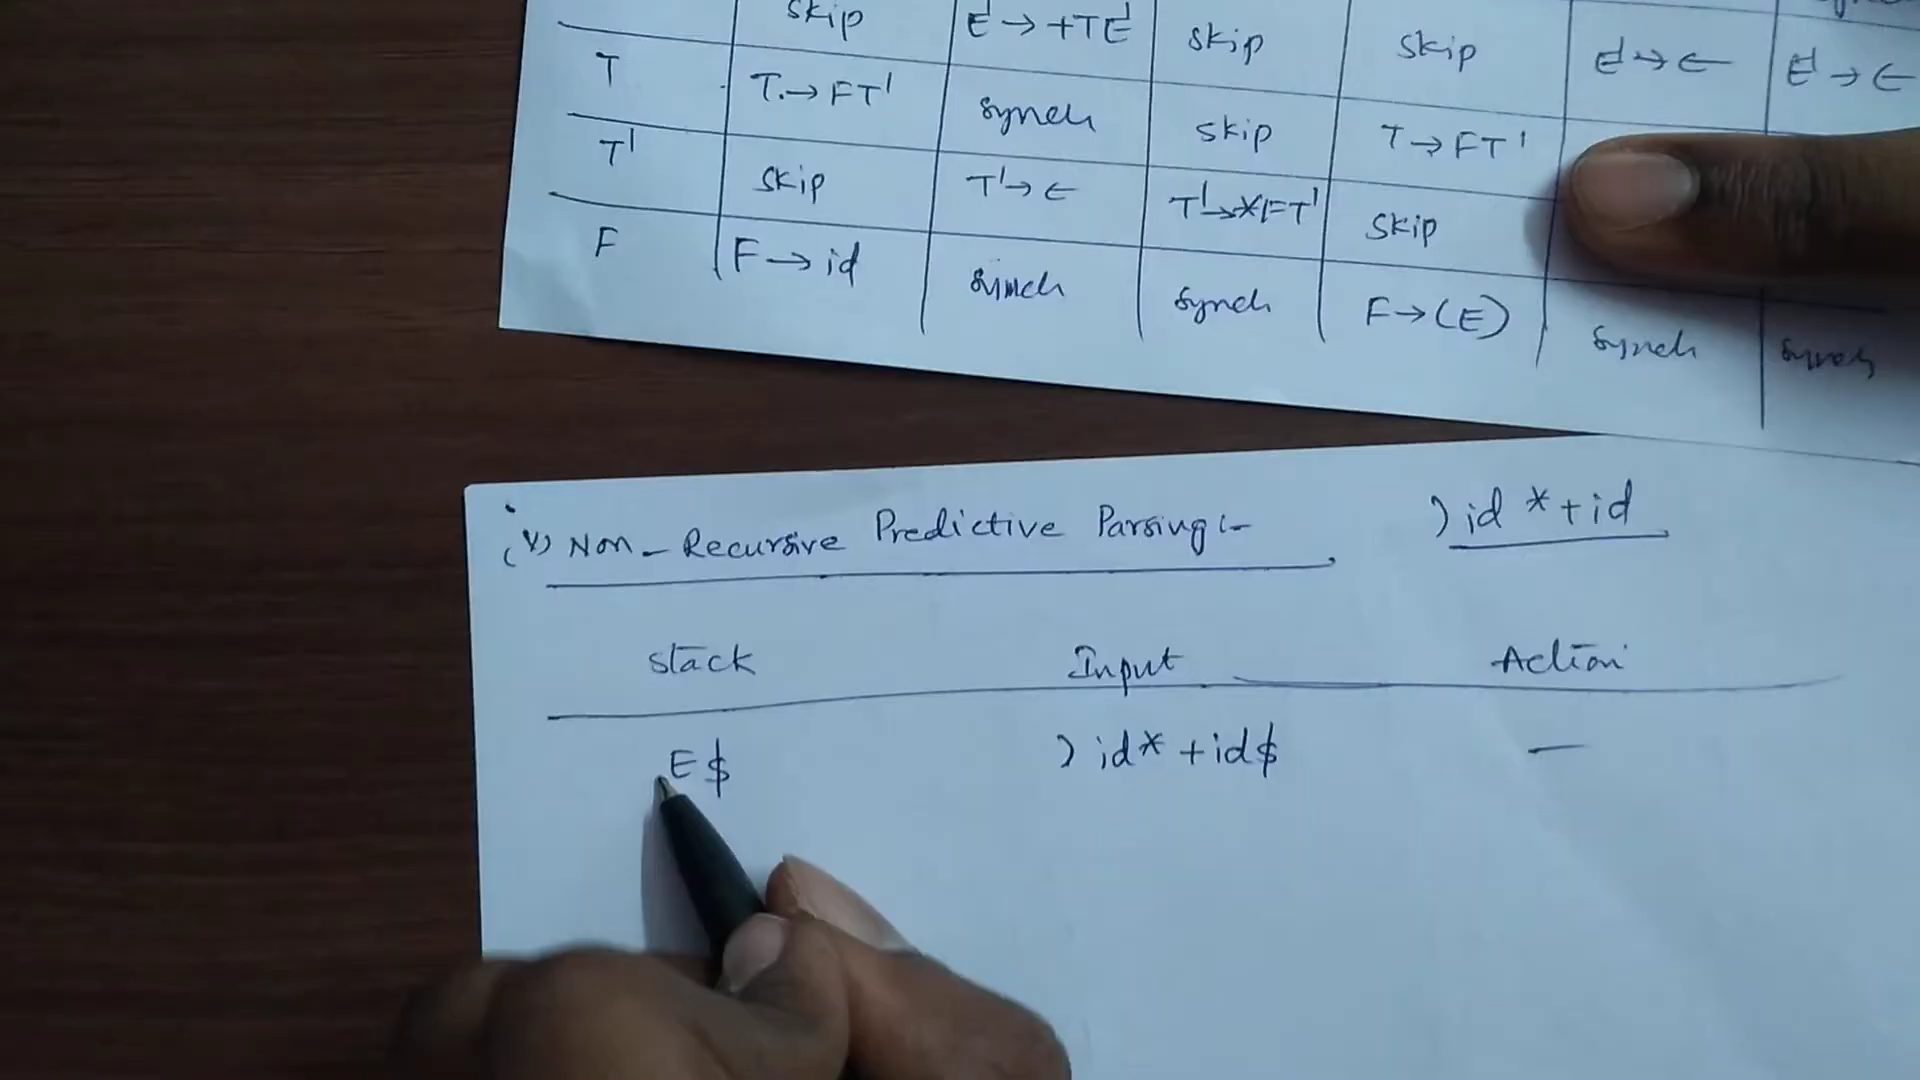 skip E' → +TE' skip skip E' → ϵ E' → ϵ
T T → FT' synch skip T → FT'
T' skip T' → ϵ T' → *FT' skip
F F → id synch synch F → (E) synch synch
(v) Non - Recursive Predictive Parsing :- ) id * + id
Stack Input Action
E $ ) id * + id $ —